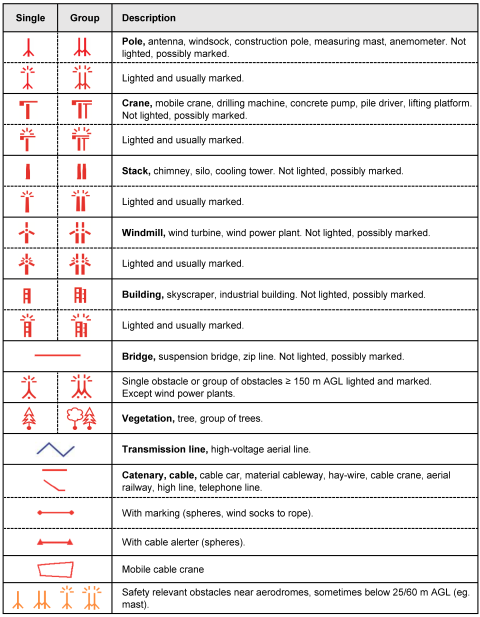 Single Group Description
Pole, antenna, windsock, construction pole, measuring mast, anemometer. Not
lighted, possibly marked.
Lighted and usually marked.
Crane, mobile crane, drilling machine, concrete pump, pile driver, lifting platform.
Not lighted, possibly marked.
Lighted and usually marked.
Stack, chimney, silo, cooling tower. Not lighted, possibly marked.
Lighted and usually marked.
Windmill, wind turbine, wind power plant. Not lighted, possibly marked.
Lighted and usually marked.
Building, skyscraper, industrial building. Not lighted, possibly marked.
Lighted and usually marked.
Bridge, suspension bridge, zip line. Not lighted, possibly marked.
Single obstacle or group of obstacles ≥ 150 m AGL lighted and marked.
Except wind power plants.
Vegetation, tree, group of trees.
Transmission line, high-voltage aerial line.
Catenary, cable, cable car, material cableway, hay-wire, cable crane, aerial
railway, high line, telephone line.
With marking (spheres, wind socks to rope).
With cable alerter (spheres).
Mobile cable crane
Safety relevant obstacles near aerodromes, sometimes below 25/60 m AGL (eg.
mast).